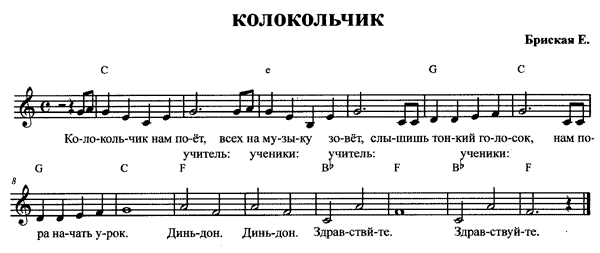 КОЛОКОЛЬЧИК
Бриская Е.
C e G C
Ко-ло-коль-чик нам по-ёт, всех на му-зы-ку зо-вёт, слы-шишь тон-кий го-ло-сок, нам по-
учитель: ученики: учитель: ученики:
G C F B♭ F B♭ F
8
ра на-чать у-рок. Динь-дон. Динь-дон. Здрав-ствй-те. Здрав-ствуй-те.